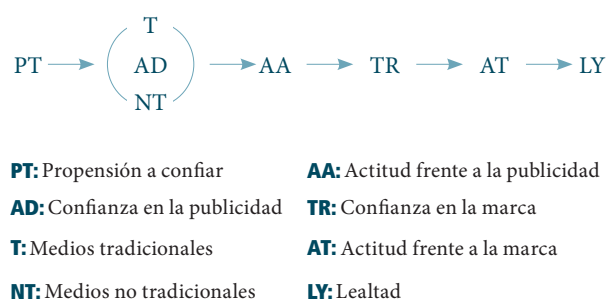 T
PT AD AA TR AT LY
NT
PT: Propensión a confiar
AD: Confianza en la publicidad
T: Medios tradicionales
NT: Medios no tradicionales
AA: Actitud frente a la publicidad
TR: Confianza en la marca
AT: Actitud frente a la marca
LY: Lealtad